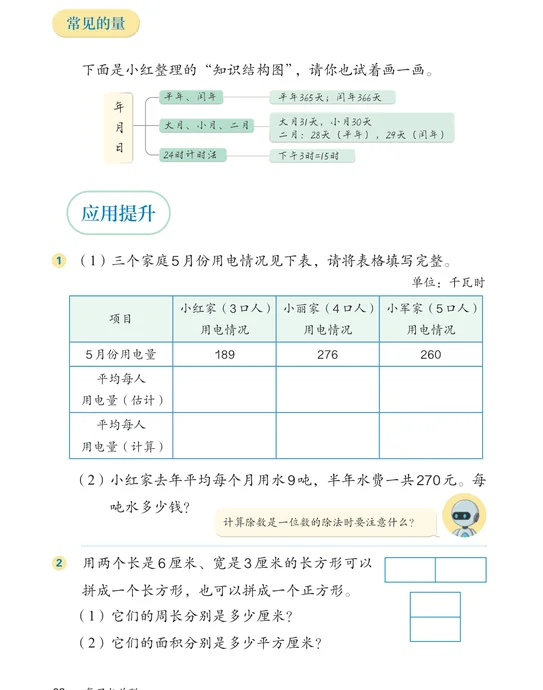 常见的量
下面是小红整理的“知识结构图”，请你也试着画一画。
年月日
平年、闰年
平年365天；闰年366天
大月、小月、二月
大月31天，小月30天
二月：28天（平年），29天（闰年）
24时计时法
下午3时=15时
应用提升
1 （1）三个家庭5月份用电情况见下表，请将表格填写完整。
单位：千瓦时
项目 小红家（3口人）用电情况 小丽家（4口人）用电情况 小军家（5口人）用电情况
5月份用电量 189 276 260
平均每人
用电量（估计）
平均每人
用电量（计算）
（2）小红家去年平均每个月用水9吨，半年水费一共270元。每
吨水多少钱？
计算除数是一位数的除法时要注意什么？
2 用两个长是6厘米、宽是3厘米的长方形可以
拼成一个长方形，也可以拼成一个正方形。
（1）它们的周长分别是多少厘米？
（2）它们的面积分别是多少平方厘米？